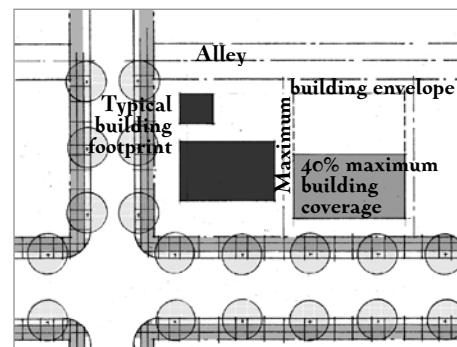 Alley
Typical
building
footprint
Maximum
building envelope
40% maximum
building
coverage